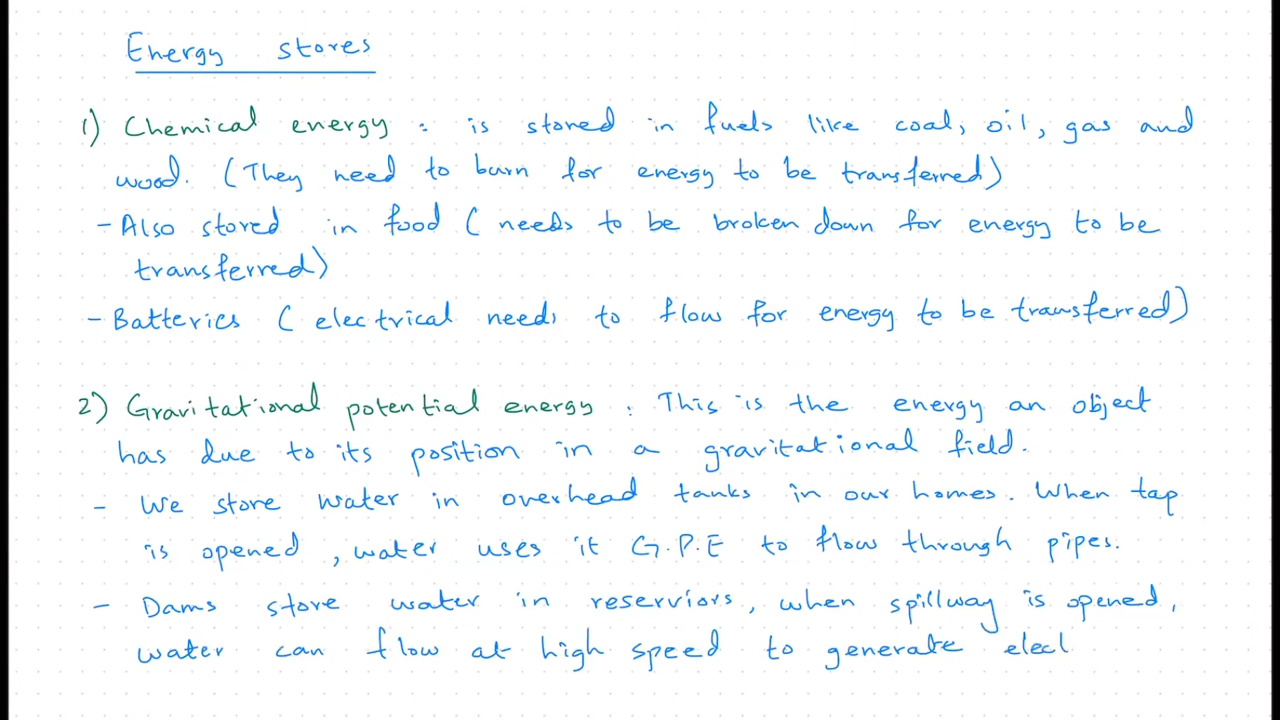 Energy stores
1) Chemical energy : is stored in fuels like coal, oil, gas and
wood. (They need to burn for energy to be transferred)
- Also stored in food ( needs to be broken down for energy to be
transferred)
- Batteries ( electrical needs to flow for energy to be transferred)
2) Gravitational potential energy : This is the energy an object
has due to its position in a gravitational field.
- We store water in overhead tanks in our homes. When tap
is opened, water uses it G.P.E to flow through pipes.
- Dams store water in reserviors, when spillway is opened,
water can flow at high speed to generate elect